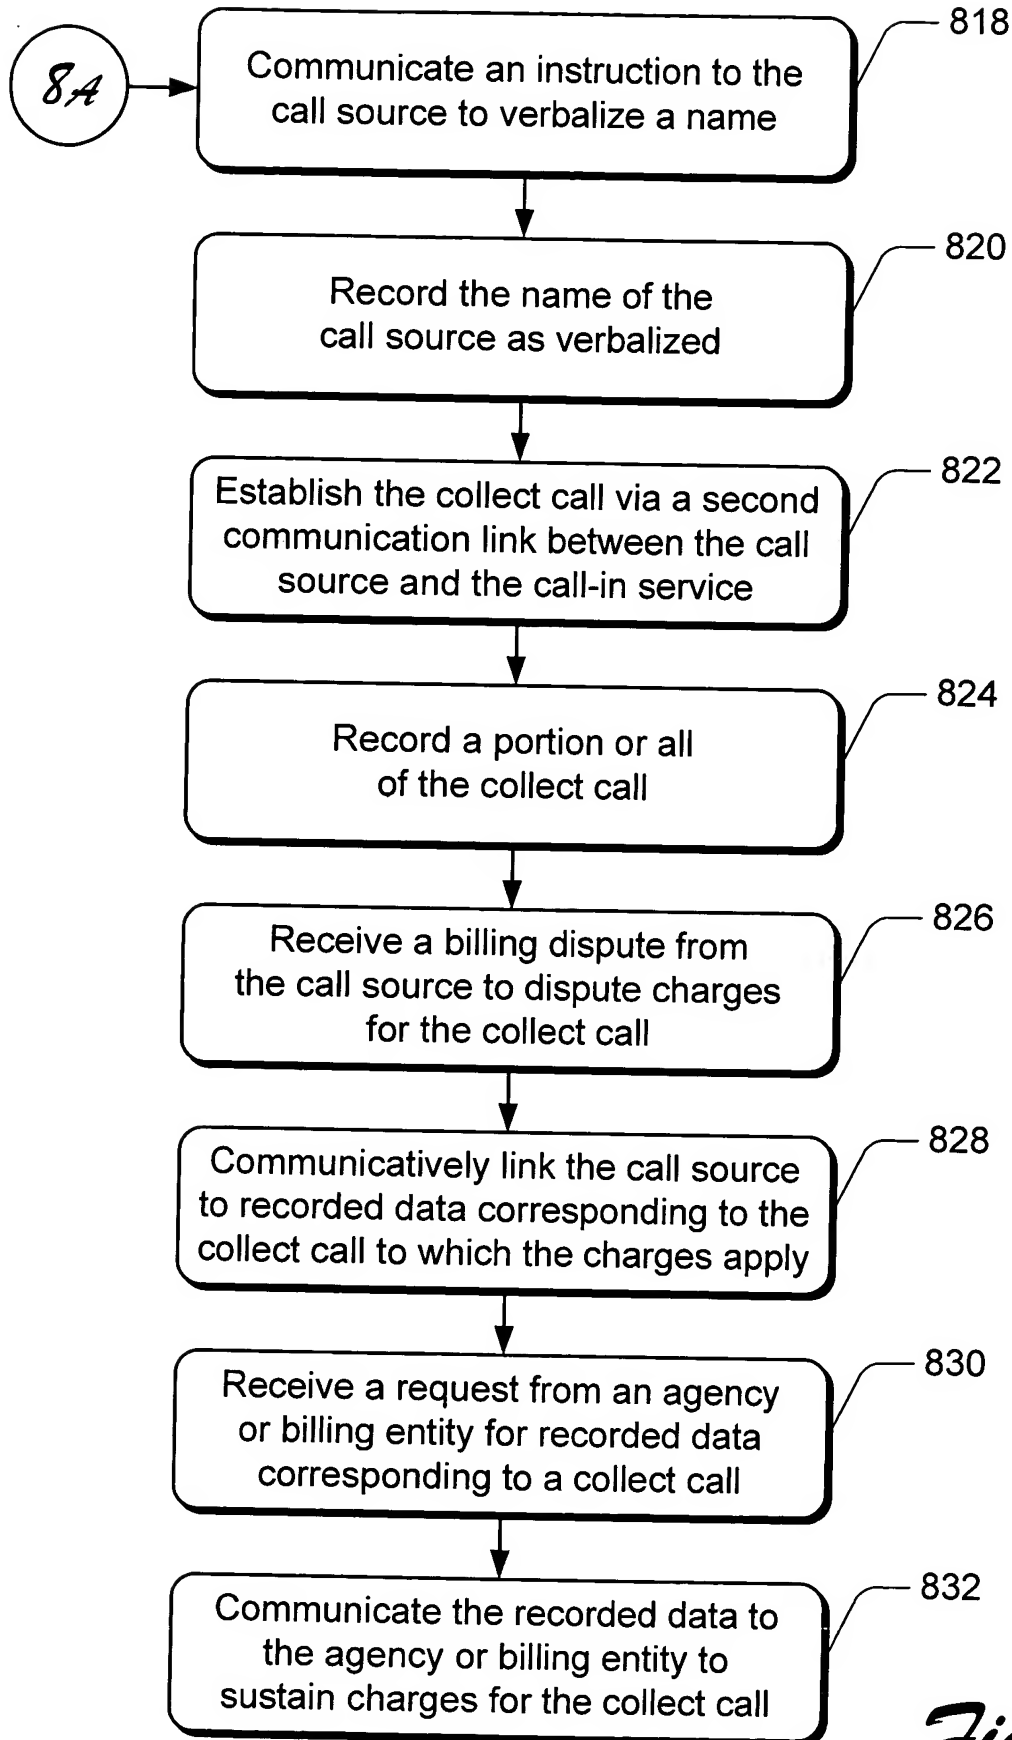 8A
818
Communicate an instruction to the
call source to verbalize a name
820
Record the name of the
call source as verbalized
822
Establish the collect call via a second
communication link between the call
source and the call-in service
824
Record a portion or all
of the collect call
826
Receive a billing dispute from
the call source to dispute charges
for the collect call
828
Communicatively link the call source
to recorded data corresponding to the
collect call to which the charges apply
830
Receive a request from an agency
or billing entity for recorded data
corresponding to a collect call
832
Communicate the recorded data to
the agency or billing entity to
sustain charges for the collect call